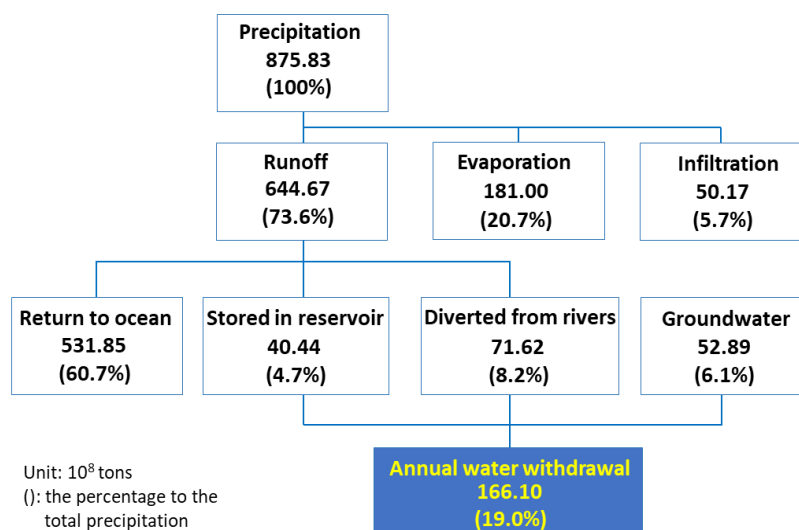 Precipitation
875.83
(100%)
Runoff
644.67
(73.6%)
Evaporation
181.00
(20.7%)
Infiltration
50.17
(5.7%)
Return to ocean
531.85
(60.7%)
Stored in reservoir
40.44
(4.7%)
Diverted from rivers
71.62
(8.2%)
Groundwater
52.89
(6.1%)
Annual water withdrawal
166.10
(19.0%)
Unit: 10⁸ tons
(): the percentage to the
total precipitation